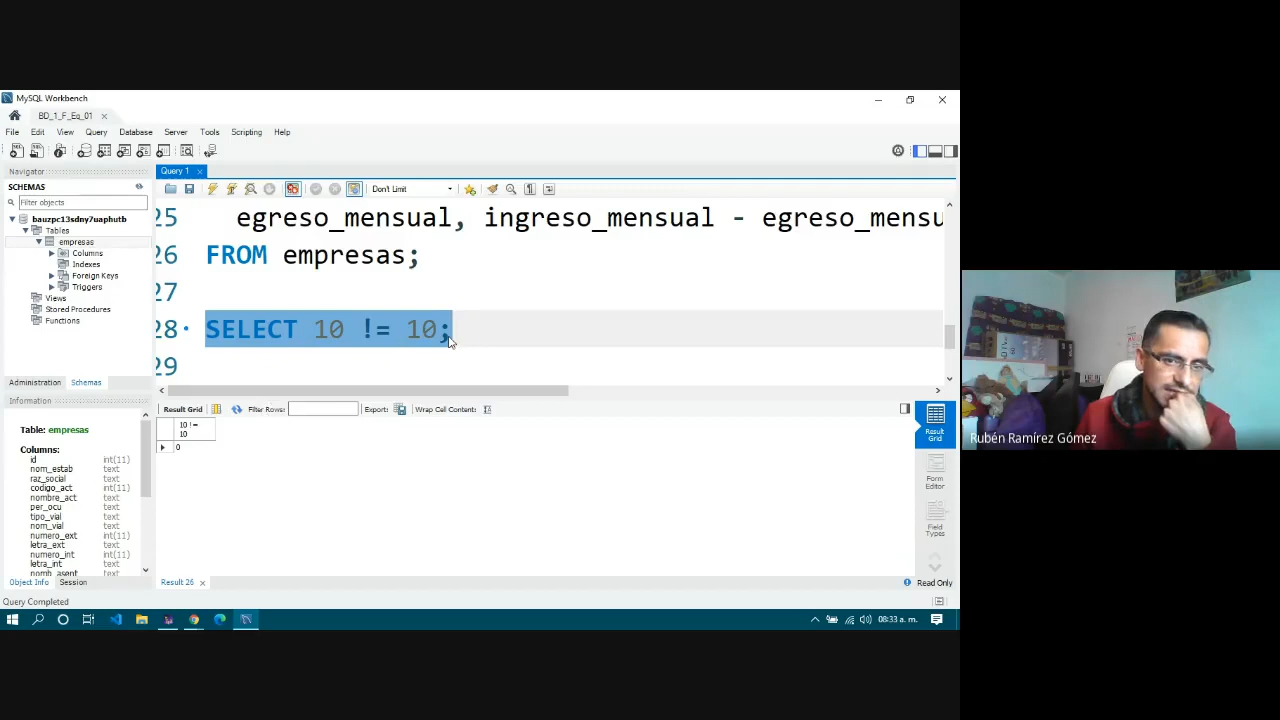 MySQL Workbench
BD_1_F_Eq_01
File Edit View Query Database Server Tools Scripting Help
Navigator
SCHEMAS
Filter objects
bauzpc13sdny7uaphutb
Tables
empresas
Columns
Indexes
Foreign Keys
Triggers
Views
Stored Procedures
Functions
Administration Schemas
Information
Table: empresas
Columns:
id int(11)
nom_estab text
raz_social text
codigo_act int(11)
nombre_act text
per_ocu text
tipo_vial text
nom_vial text
numero_ext int(11)
letra_ext text
numero_int int(11)
letra_int text
nomb_asent text
Object Info Session
Query 1
Don't Limit
25 egreso_mensual, ingreso_mensual - egreso_mensu
26 FROM empresas;
27
28 SELECT 10 != 10;
29
Result Grid Filter Rows: Export: Wrap Cell Content:
10 !=
10
0
Result
Grid
Form
Editor
Field
Types
Result 26
Read Only
Query Completed
08:33 a. m.
Rubén Ramírez Gómez